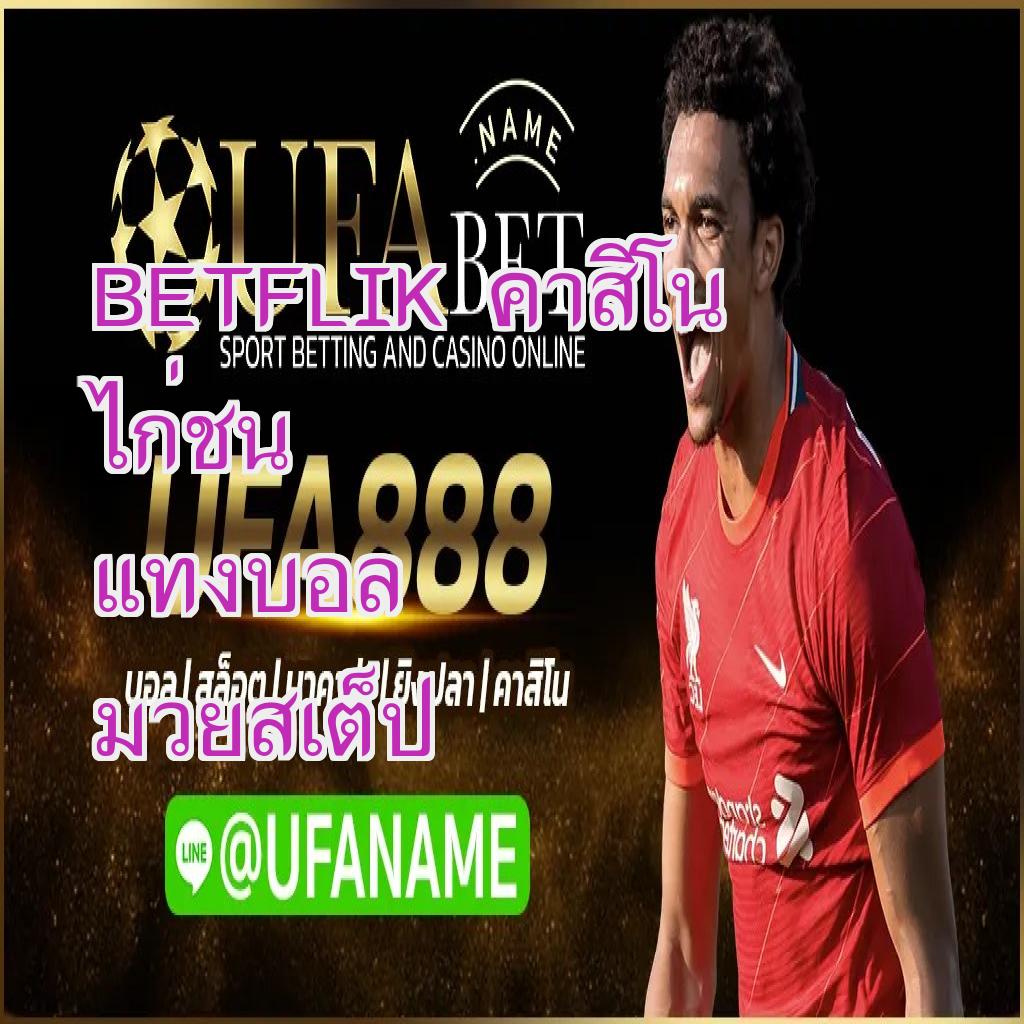 .NAME
UFABET
BETFLIK คาสิโน
SPORT BETTING AND CASINO ONLINE
ไก่ชน
UFA888
แทงบอล
บอล | สล็อต | | ยิงปลา | คาสิโน
มวยสเต็ป
LINE @UFANAME